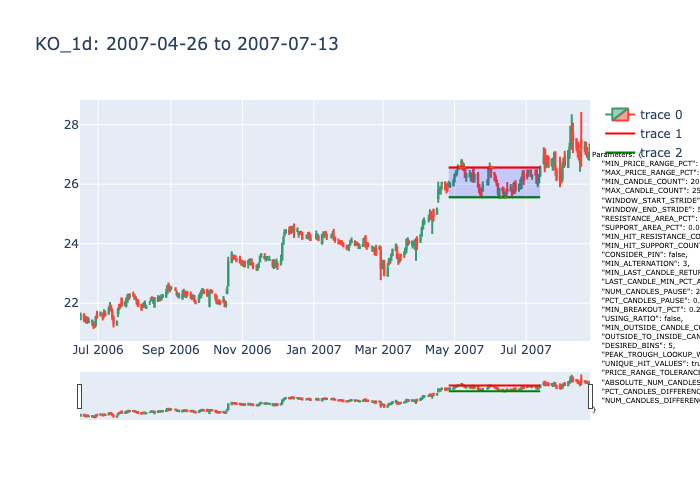 KO_1d: 2007-04-26 to 2007-07-13
28
26
24
22
Jul 2006
Sep 2006
Nov 2006
Jan 2007
Mar 2007
May 2007
Jul 2007
trace 0
trace 1
trace 2
Parameters: {
"MIN_PRICE_RANGE_PCT":
"MAX_PRICE_RANGE_PCT":
"MIN_CANDLE_COUNT": 20
"MAX_CANDLE_COUNT": 25
"WINDOW_START_STRIDE":
"WINDOW_END_STRIDE": 5
"RESISTANCE_AREA_PCT":
"SUPPORT_AREA_PCT": 0.0
"MIN_HIT_RESISTANCE_CO
"MIN_HIT_SUPPORT_COUNT
"CONSIDER_PIN": false,
"MIN_ALTERNATION": 3,
"MIN_LAST_CANDLE_RETUR
"LAST_CANDLE_MIN_PCT_A
"NUM_CANDLES_PAUSE": 2
"PCT_CANDLES_PAUSE": 0.
"MIN_BREAKOUT_PCT": 0.2
"USING_RATIO": false,
"MIN_OUTSIDE_CANDLE_CO
"OUTSIDE_TO_INSIDE_CAN
"DESIRED_BINS": 5,
"PEAK_TROUGH_LOOKUP_W
"UNIQUE_HIT_VALUES": tru
"PRICE_RANGE_TOLERANC
"ABSOLUTE_NUM_CANDLES
"PCT_CANDLES_DIFFERENC
"NUM_CANDLES_DIFFERENC
}